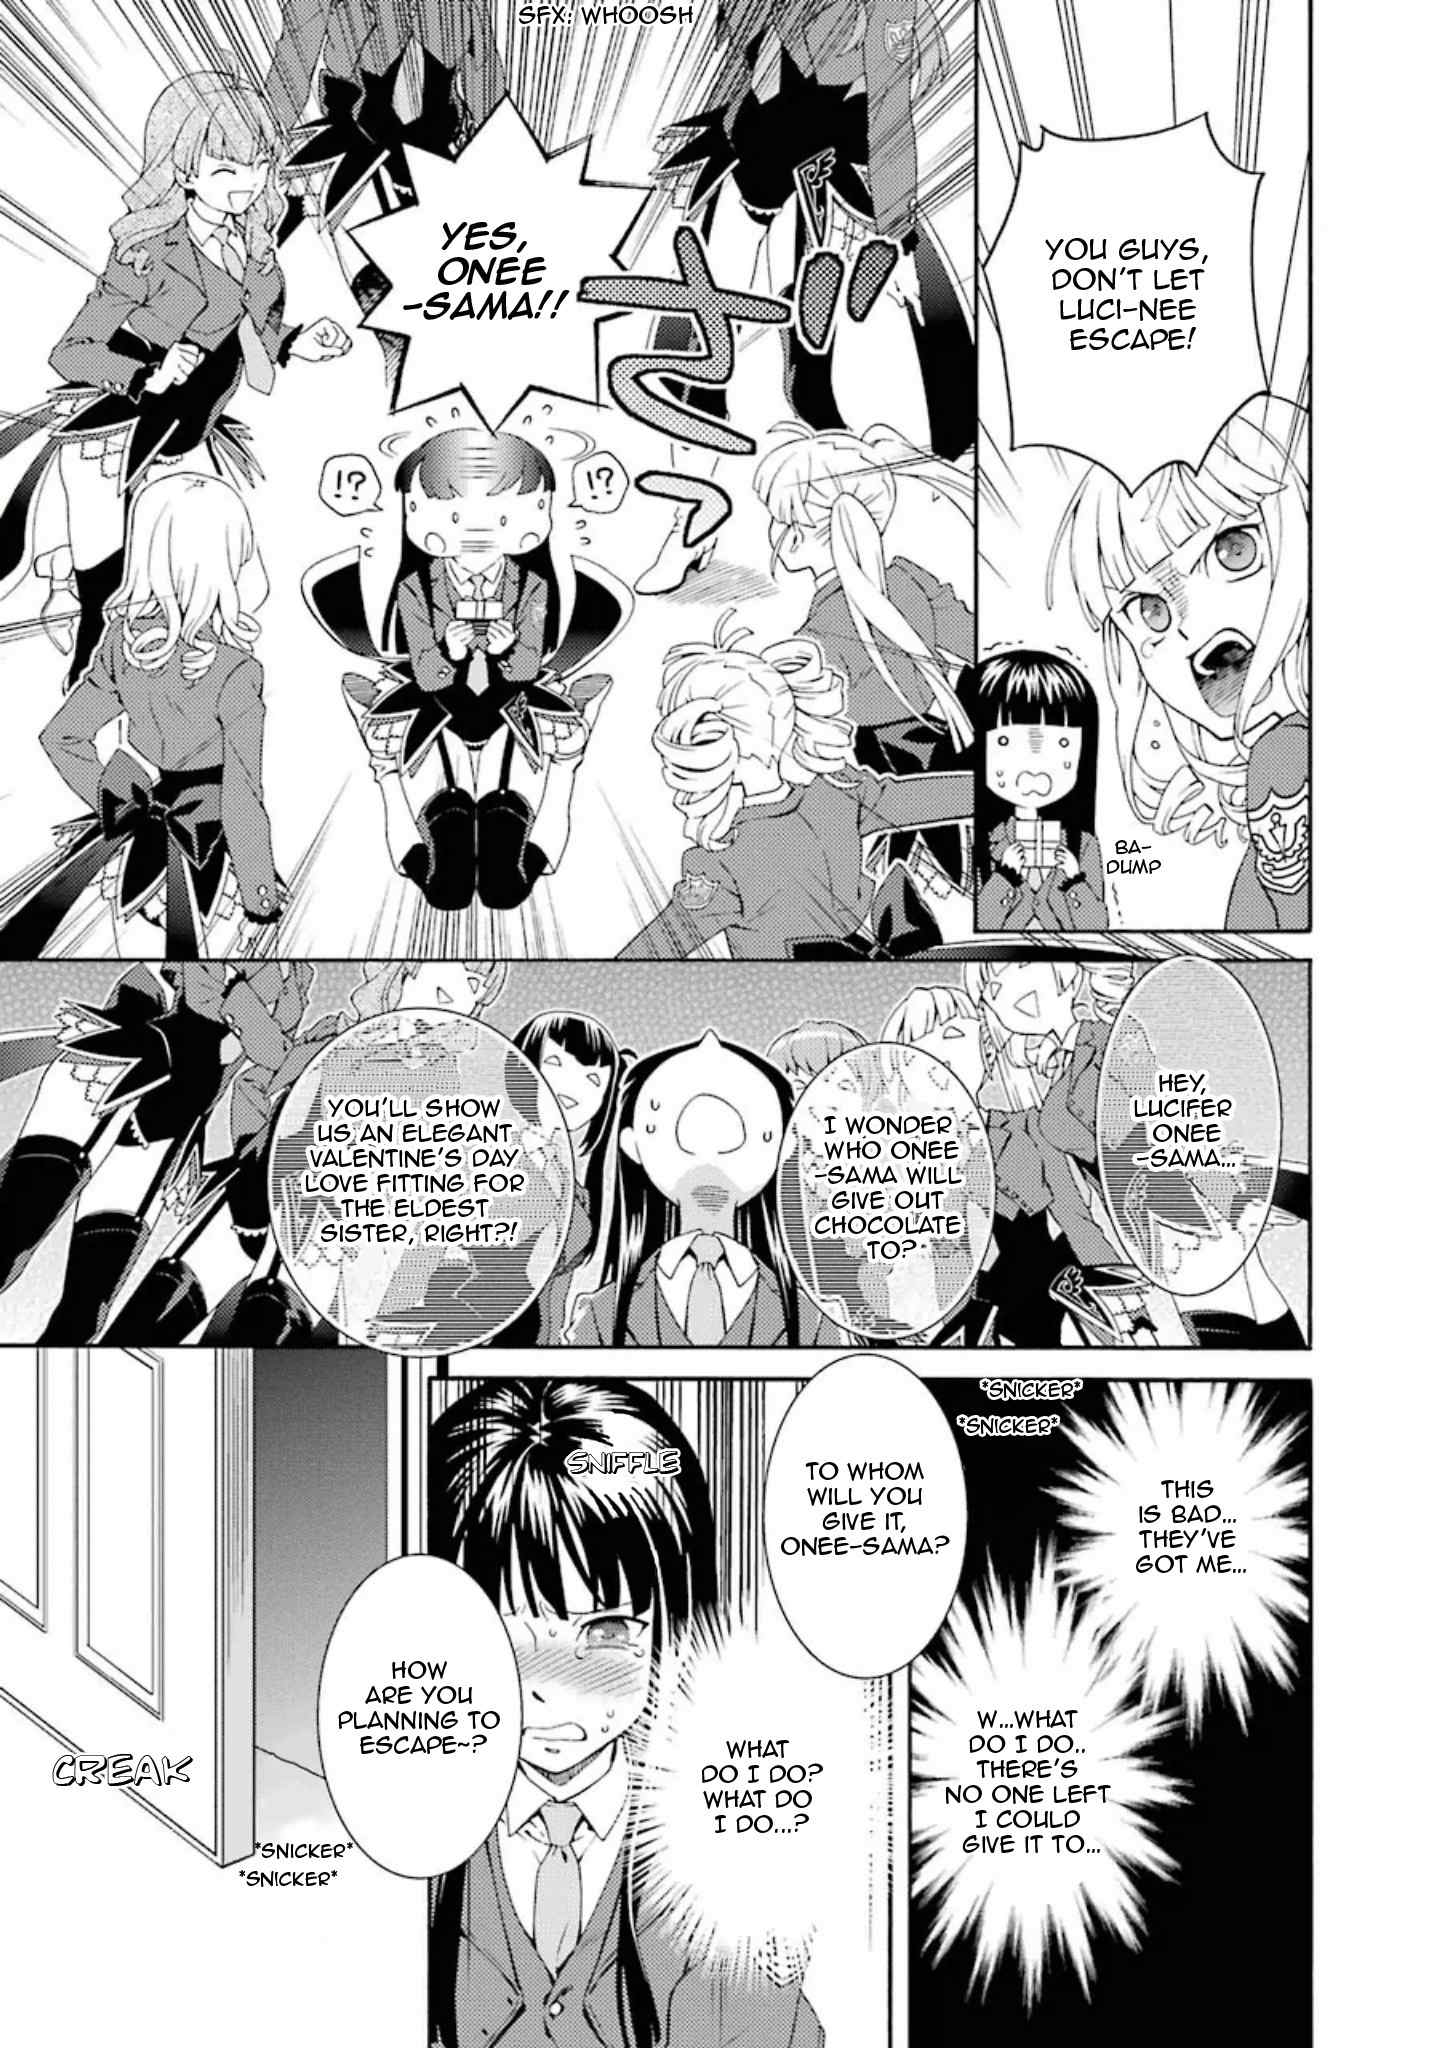 SFX: WHOOSH
YOU GUYS,
DON'T LET
LUCI-NEE
ESCAPE!
BA-
DUMP
YES,
ONEE
-SAMA!!
ざざっ
!?
!?
HEY,
LUCIFER
ONEE
-SAMA...
I WONDER
WHO ONEE
-SAMA WILL
GIVE OUT
CHOCOLATE
TO?
YOU'LL SHOW
US AN ELEGANT
VALENTINE'S DAY
LOVE FITTING FOR
THE ELDEST
SISTER, RIGHT?!
*SNICKER*
*SNICKER*
THIS
IS BAD...
THEY'VE
GOT ME...
W...WHAT
DO I DO..
THERE'S
NO ONE LEFT
I COULD
GIVE IT TO...
TO WHOM
WILL YOU
GIVE IT,
ONEE-SAMA?
SNIFFLE
WHAT
DO I DO?
WHAT DO
I DO...?
HOW
ARE YOU
PLANNING TO
ESCAPE~?
CREAK
*SNICKER*
*SNICKER*